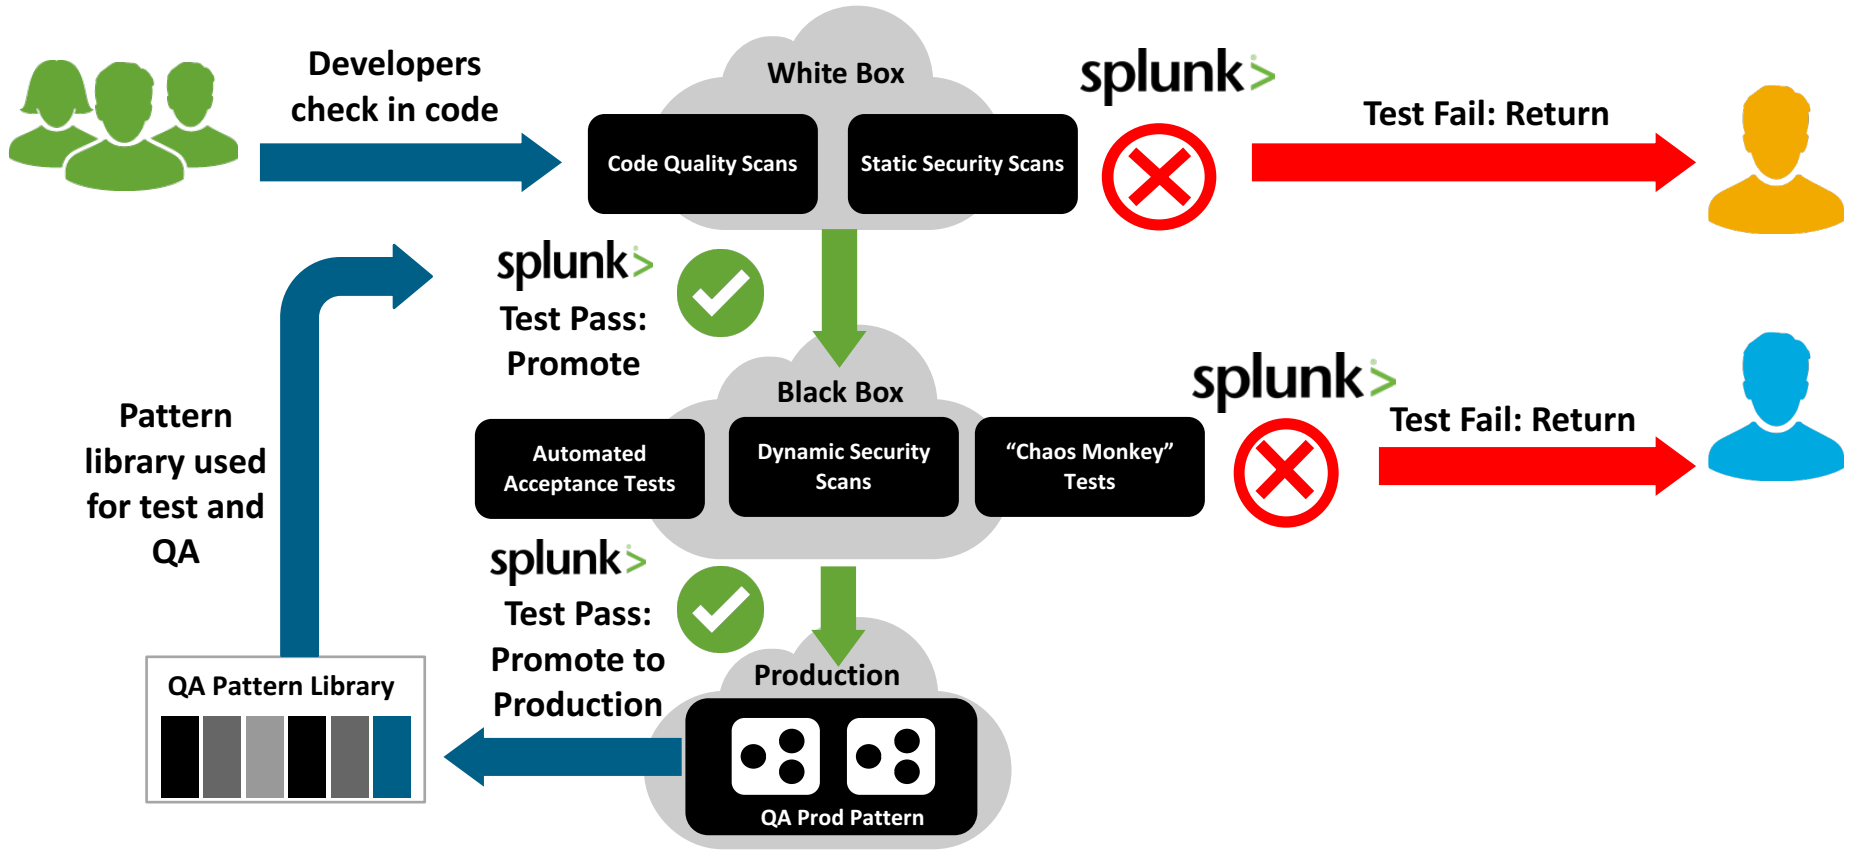 Developers
check in code
White Box
Code Quality Scans
Static Security Scans
splunk>
Test Fail: Return
splunk>
Test Pass:
Promote
Black Box
Automated
Acceptance Tests
Dynamic Security
Scans
“Chaos Monkey”
Tests
splunk>
Test Fail: Return
Pattern
library used
for test and
QA
splunk>
Test Pass:
Promote to
Production
Production
QA Prod Pattern
QA Pattern Library